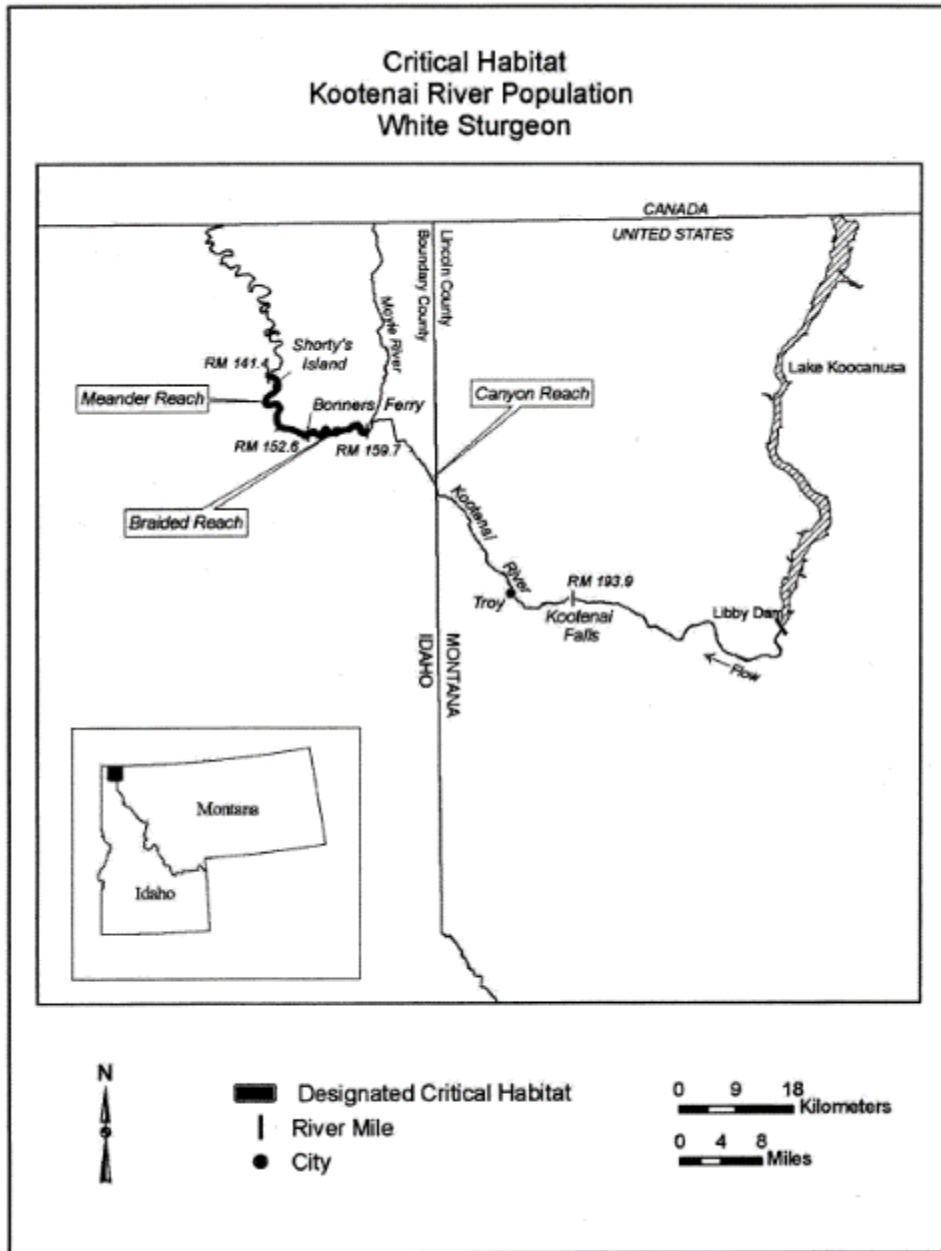 Critical Habitat
Kootenai River Population
White Sturgeon
CANADA
UNITED STATES
Lincoln County
Boundary County
Moyie River
Shorty's
Island
RM 141.4
Lake Koocanusa
Meander Reach
Bonners Ferry
Canyon Reach
RM 152.6
RM 159.7
Braided Reach
Kootenai
River
RM 193.9
Troy
Kootenai
Falls
Libby Dam
Flow
MONTANA
IDAHO
Montana
Idaho
N
Designated Critical Habitat
River Mile
City
0 9 18
Kilometers
0 4 8
Miles